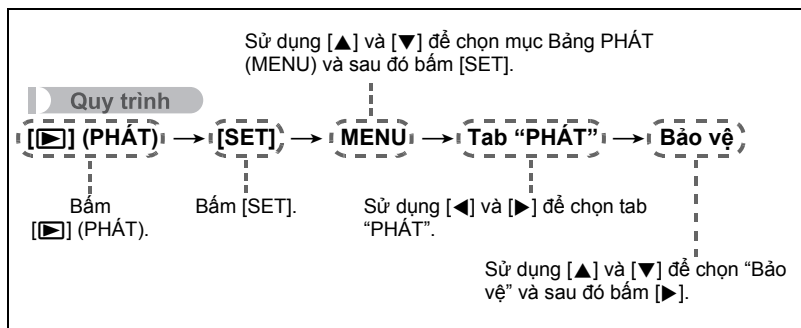 Sử dụng [▲] và [▼] để chọn mục Bảng PHÁT
(MENU) và sau đó bấm [SET].
Quy trình
[▶] (PHÁT) → [SET] → MENU → Tab “PHÁT” → Bảo vệ
Bấm
[▶] (PHÁT).
Bấm [SET].
Sử dụng [◀] và [▶] để chọn tab
“PHÁT”.
Sử dụng [▲] và [▼] để chọn “Bảo
vệ” và sau đó bấm [▶].